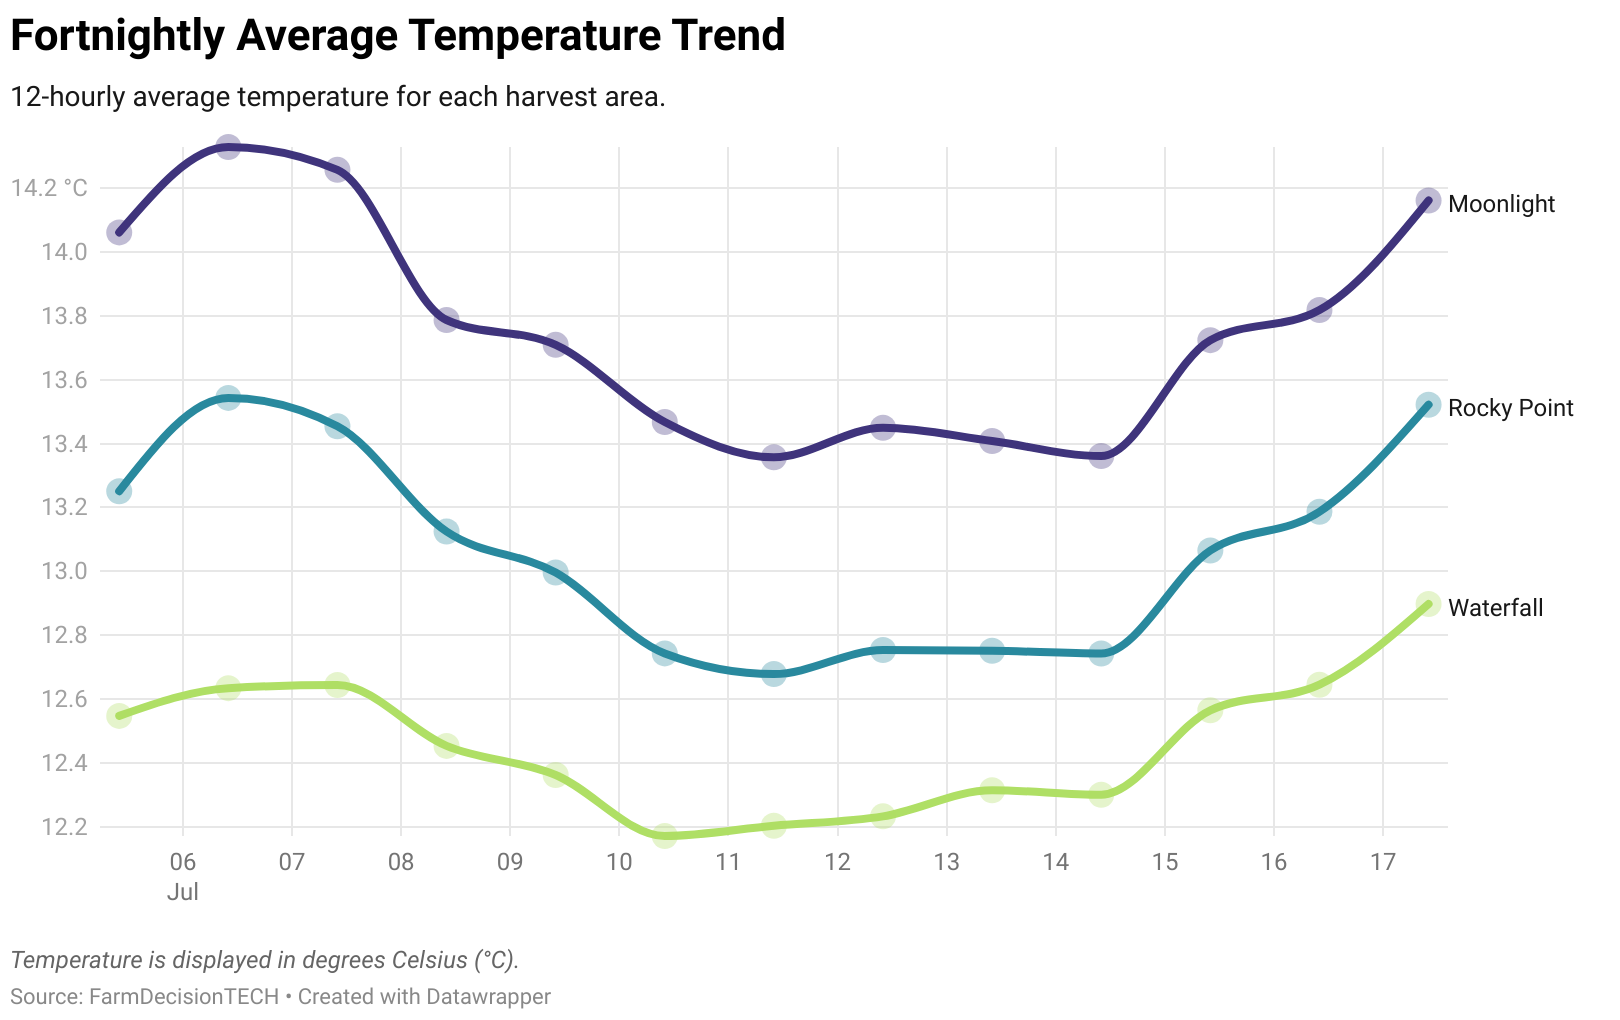 Fortnightly Average Temperature Trend
12-hourly average temperature for each harvest area.
14.2 °C
14.0
13.8
13.6
13.4
13.2
13.0
12.8
12.6
12.4
12.2
Moonlight
Rocky Point
Waterfall
06 07 08 09 10 11 12 13 14 15 16 17
Jul
Temperature is displayed in degrees Celsius (°C).
Source: FarmDecisionTECH • Created with Datawrapper